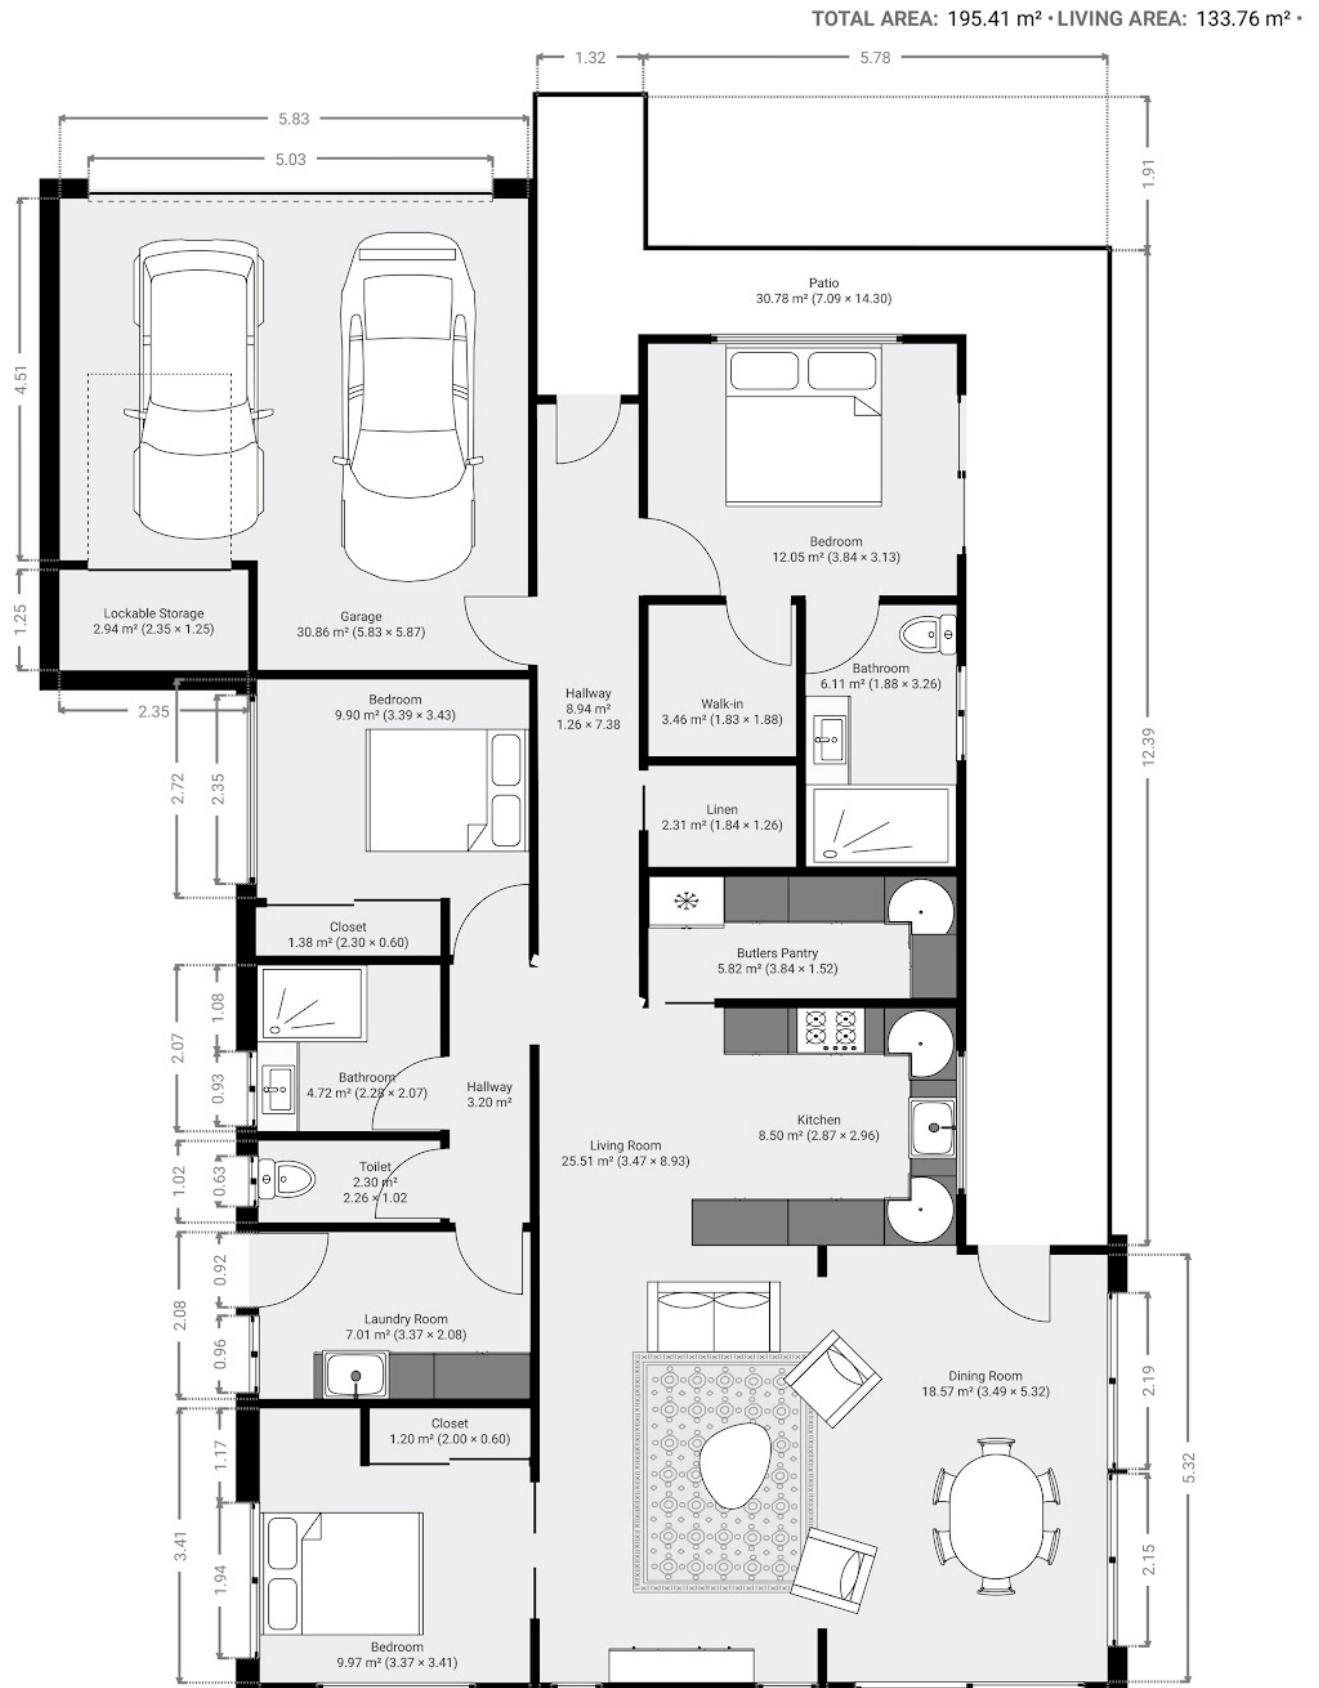 TOTAL AREA: 195.41 m² • LIVING AREA: 133.76 m² •
1.32
5.78
5.83
5.03
1.91
4.51
Patio
30.78 m² (7.09 × 14.30)
Bedroom
12.05 m² (3.84 × 3.13)
1.25
Lockable Storage
2.94 m² (2.35 × 1.25)
Garage
30.86 m² (5.83 × 5.87)
Hallway
8.94 m²
1.26 × 7.38
Bathroom
6.11 m² (1.88 × 3.26)
Walk-in
3.46 m² (1.83 × 1.88)
2.35
Bedroom
9.90 m² (3.39 × 3.43)
12.39
2.72
2.35
Linen
2.31 m² (1.84 × 1.26)
Closet
1.38 m² (2.30 × 0.60)
Butlers Pantry
5.82 m² (3.84 × 1.52)
1.08
2.07
0.93
Bathroom
4.72 m² (2.28 × 2.07)
Hallway
3.20 m²
Kitchen
8.50 m² (2.87 × 2.96)
Living Room
25.51 m² (3.47 × 8.93)
1.02
0.63
Toilet
2.30 m²
2.26 × 1.02
0.92
2.08
0.96
Laundry Room
7.01 m² (3.37 × 2.08)
Dining Room
18.57 m² (3.49 × 5.32)
2.19
5.32
Closet
1.20 m² (2.00 × 0.60)
1.17
3.41
1.94
2.15
Bedroom
9.97 m² (3.37 × 3.41)